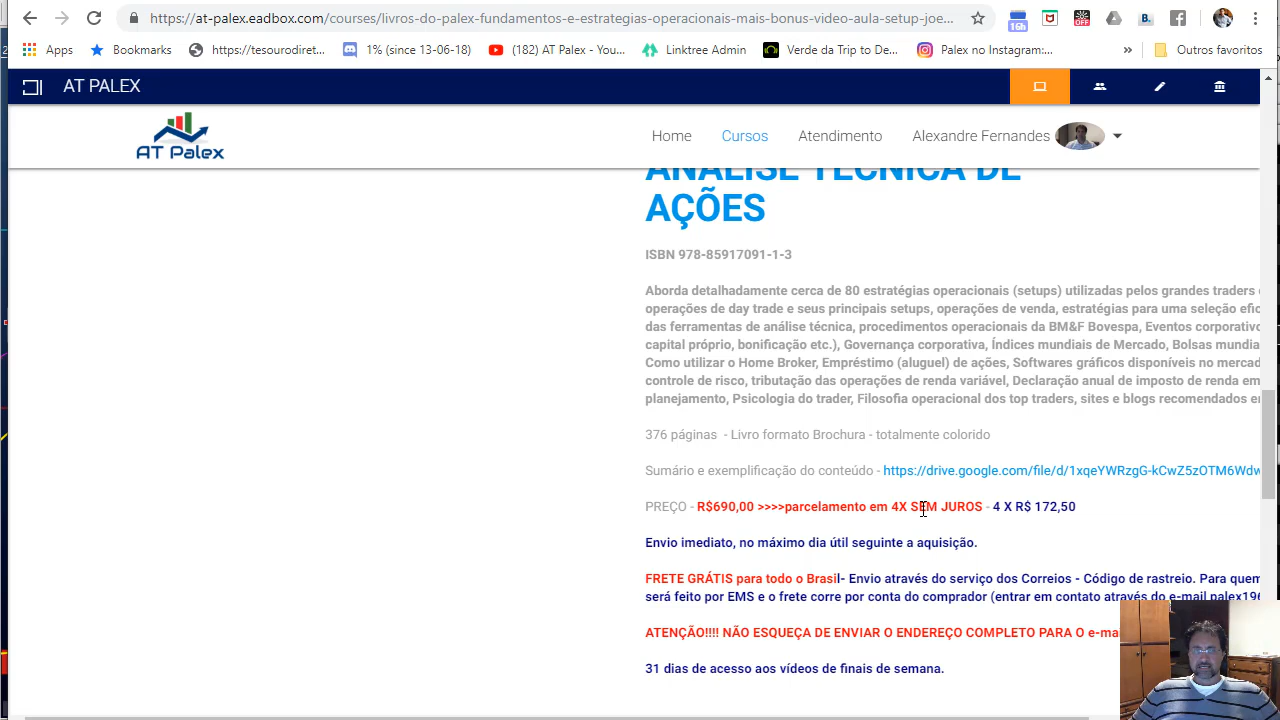 https://at-palex.eadbox.com/courses/livros-do-palex-fundamentos-e-estrategias-operacionais-mais-bonus-video-aula-setup-joe...
16h
OFF
B.
Apps
Bookmarks
https://tesourodiret...
1% (since 13-06-18)
(182) AT Palex - You...
Linktree Admin
Verde da Trip to De...
Palex no Instagram:...
»
Outros favoritos
AT PALEX
AT Palex
Home
Cursos
Atendimento
Alexandre Fernandes
ANÁLISE TÉCNICA DE
AÇÕES
ISBN 978-85917091-1-3
Aborda detalhadamente cerca de 80 estratégias operacionais (setups) utilizadas pelos grandes traders
operações de day trade e seus principais setups, operações de venda, estratégias para uma seleção efic
das ferramentas de análise técnica, procedimentos operacionais da BM&F Bovespa, Eventos corporativo
capital próprio, bonificação etc.), Governança corporativa, Índices mundiais de Mercado, Bolsas mundia
Como utilizar o Home Broker, Empréstimo (aluguel) de ações, Softwares gráficos disponíveis no mercad
controle de risco, tributação das operações de renda variável, Declaração anual de imposto de renda em
planejamento, Psicologia do trader, Filosofia operacional dos top traders, sites e blogs recomendados e
376 páginas - Livro formato Brochura - totalmente colorido
Sumário e exemplificação do conteúdo - https://drive.google.com/file/d/1xqeYWRzgG-kCwZ5zOTM6Wdw
PREÇO - R$690,00 >>>>parcelamento em 4X SEM JUROS - 4 X R$ 172,50
Envio imediato, no máximo dia útil seguinte a aquisição.
FRETE GRÁTIS para todo o Brasil- Envio através do serviço dos Correios - Código de rastreio. Para quem
será feito por EMS e o frete corre por conta do comprador (entrar em contato através do e-mail palex196
ATENÇÃO!!!! NÃO ESQUEÇA DE ENVIAR O ENDEREÇO COMPLETO PARA O e-ma
31 dias de acesso aos vídeos de finais de semana.